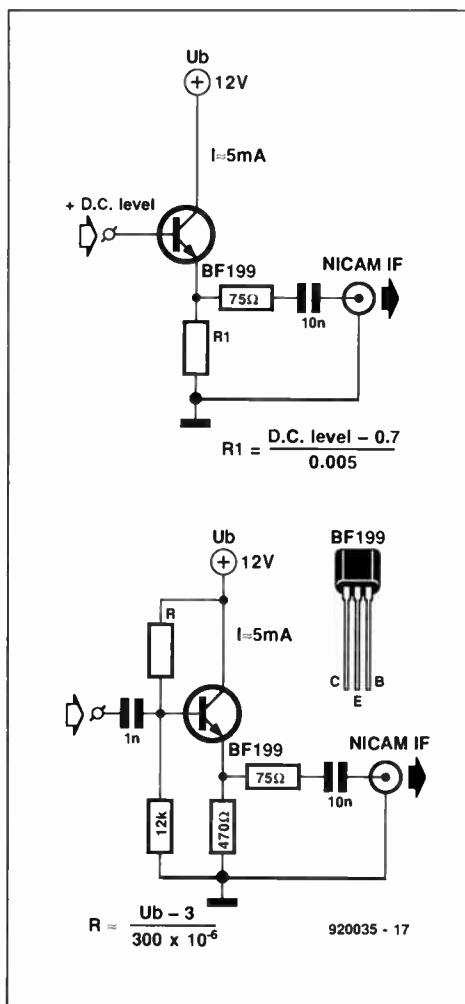 Ub
12V
I≈5mA
+ D.C. level
BF199
NICAM IF
75Ω
10n
R1
R1 = D.C. level – 0.7
0.005
Ub
12V
BF199
R
I≈5mA
C
E
B
1n
BF199
NICAM IF
75Ω
10n
12k
470Ω
R = Ub – 3
300 x 10-6
920035 - 17